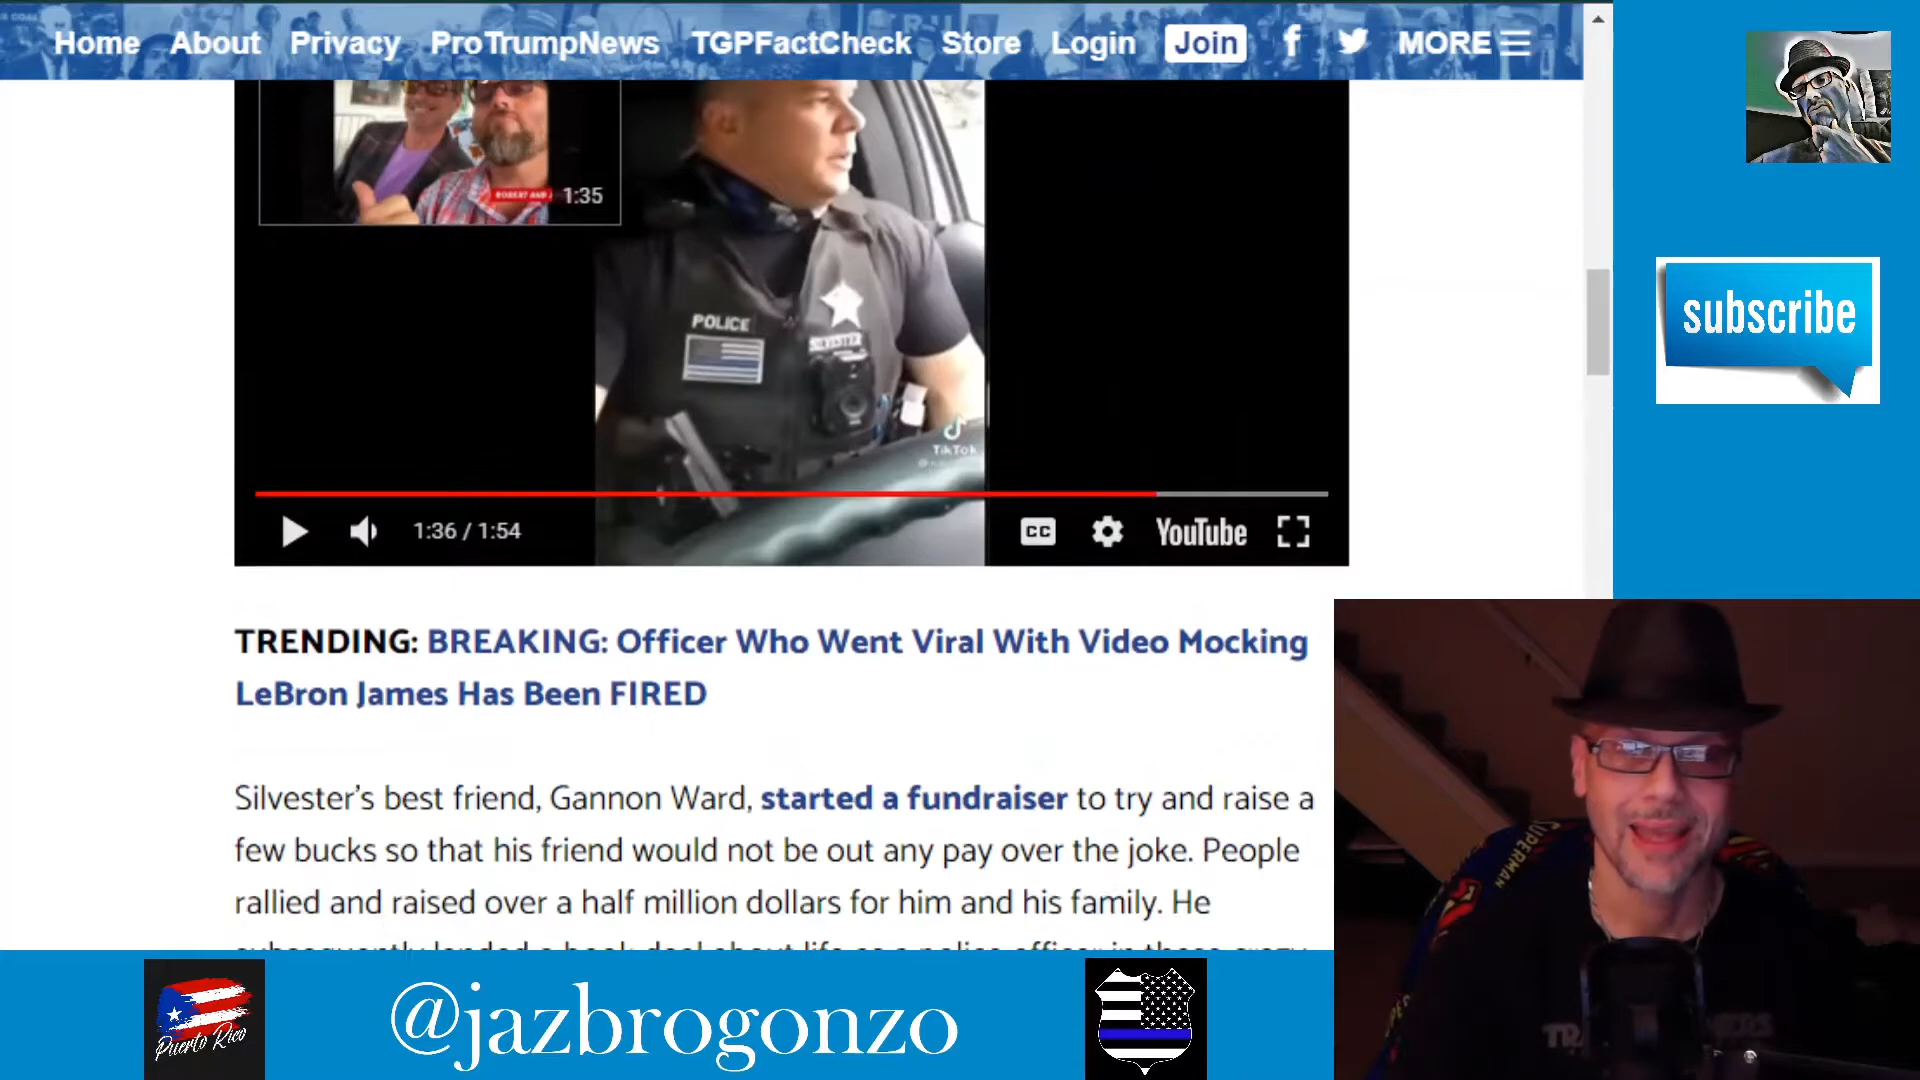 Home About Privacy ProTrumpNews TGPFactCheck Store Login Join f MORE
ROBERT AND
1:35
POLICE
SILVESTER
TikTok
1:36 / 1:54
CC
YouTube
TRENDING: BREAKING: Officer Who Went Viral With Video Mocking
LeBron James Has Been FIRED
Silvester's best friend, Gannon Ward, started a fundraiser to try and raise a
few bucks so that his friend would not be out any pay over the joke. People
rallied and raised over a half million dollars for him and his family. He
subscribe
SUPERMAN
Puerto Rico
@jazbrogonzo